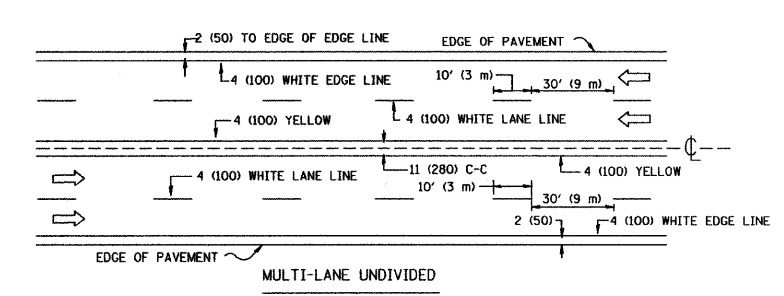 2 (50) TO EDGE OF EDGE LINE
EDGE OF PAVEMENT
4 (100) WHITE EDGE LINE
10' (3 m)
30' (9 m)
4 (100) YELLOW
4 (100) WHITE LANE LINE
℄
4 (100) WHITE LANE LINE
11 (280) C-C
4 (100) YELLOW
10' (3 m)
30' (9 m)
2 (50)
4 (100) WHITE EDGE LINE
EDGE OF PAVEMENT
MULTI-LANE UNDIVIDED